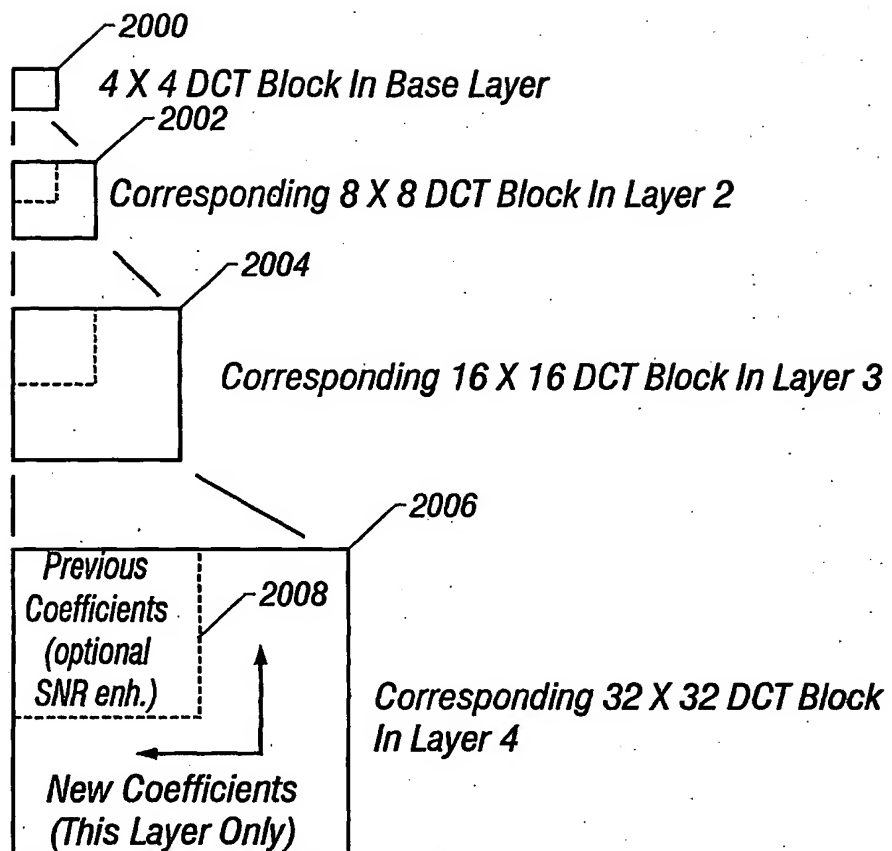 2000
4 X 4 DCT Block In Base Layer
2002
Corresponding 8 X 8 DCT Block In Layer 2
2004
Corresponding 16 X 16 DCT Block In Layer 3
2006
Previous
Coefficients
(optional
SNR enh.)
2008
Corresponding 32 X 32 DCT Block
In Layer 4
New Coefficients
(This Layer Only)